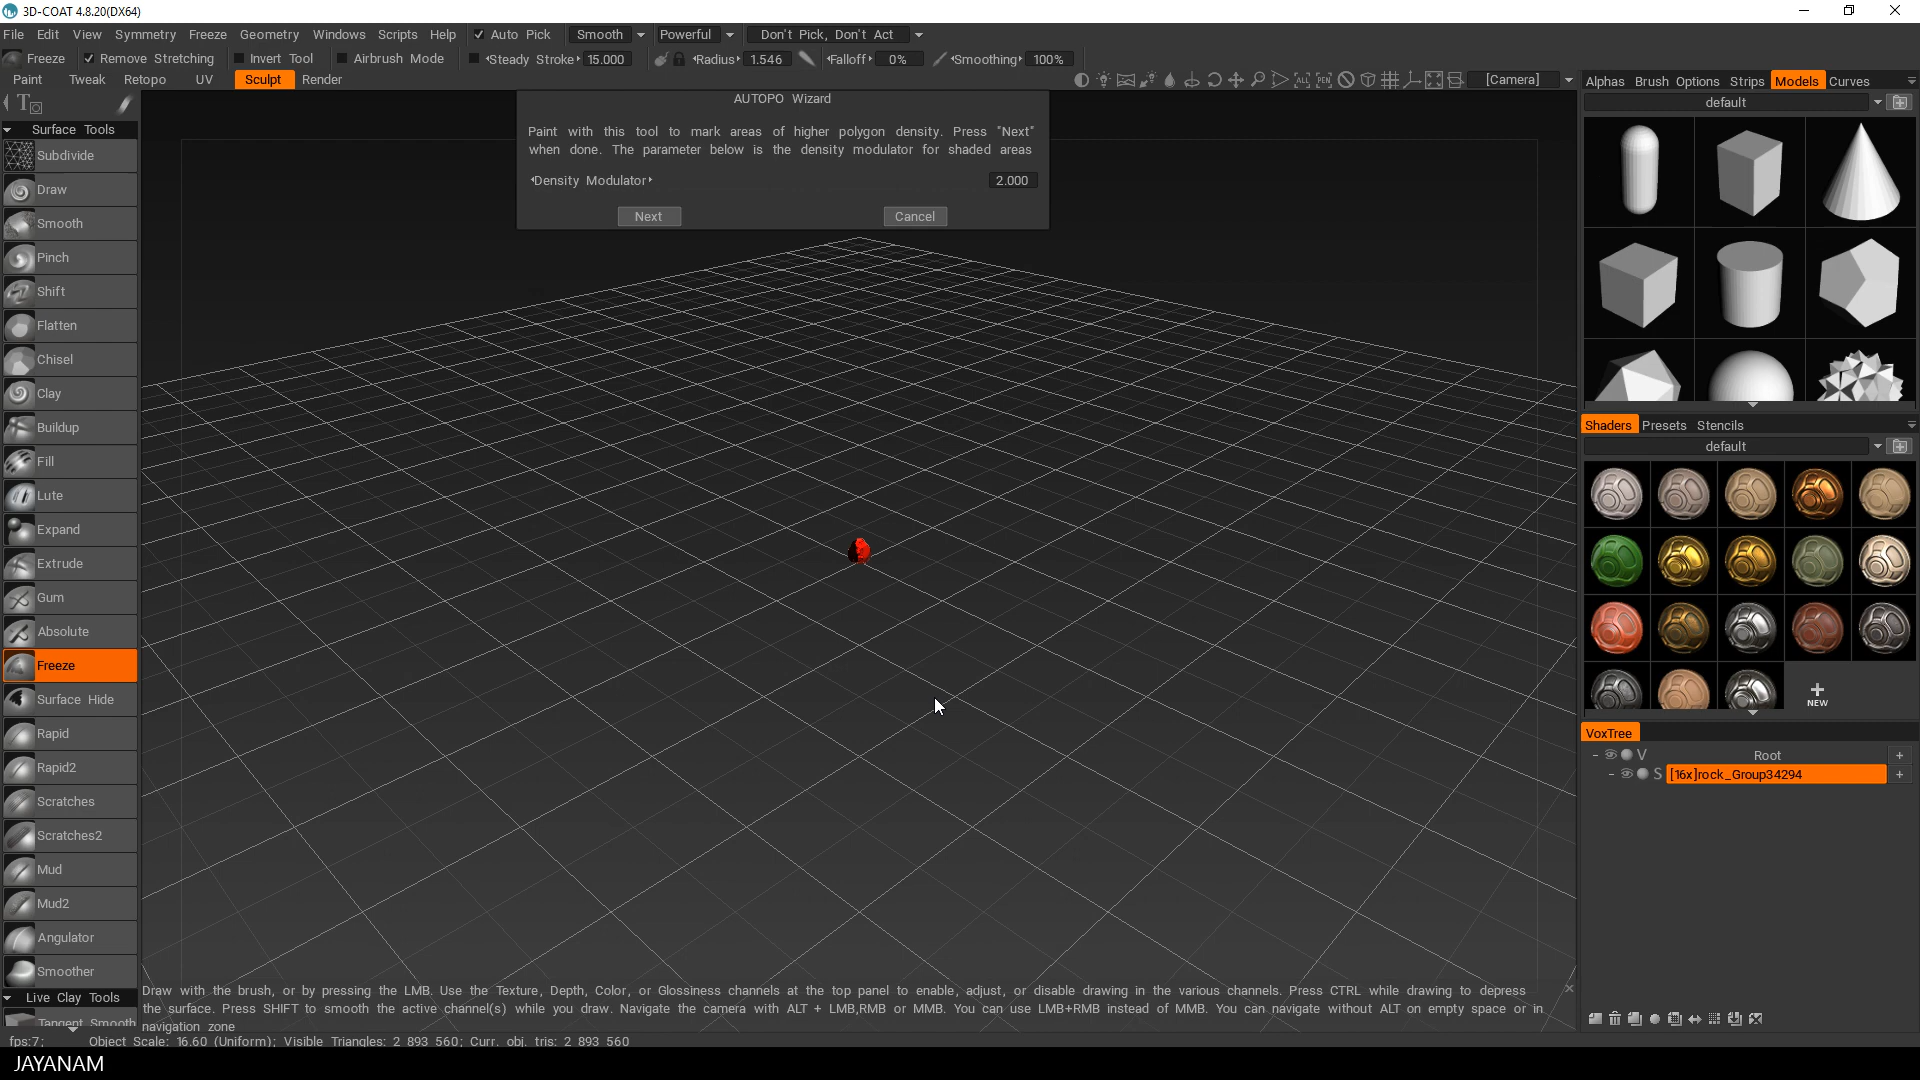 3D-COAT 4.8.20(DX64)
File Edit View Symmetry Freeze Geometry Windows Scripts Help Auto Pick Smooth Powerful Don't Pick, Don't Act
Freeze Remove Stretching Invert Tool Airbrush Mode Steady Stroke 15.000 Radius 1.546 Falloff 0% Smoothing 100%
Paint Tweak Retopo UV Sculpt Render ALL PEN [Camera]
Alphas Brush Options Strips Models Curves
default
Surface Tools
Subdivide
Draw
Smooth
Pinch
Shift
Flatten
Chisel
Clay
Buildup
Fill
Lute
Expand
Extrude
Gum
Absolute
Freeze
Surface Hide
Rapid
Rapid2
Scratches
Scratches2
Mud
Mud2
Angulator
Smoother
Live Clay Tools
Tangent Smooth
AUTOPO Wizard
Paint with this tool to mark areas of higher polygon density. Press "Next"
when done. The parameter below is the density modulator for shaded areas
Density Modulator 2.000
Next Cancel
Shaders Presets Stencils
default
NEW
VoxTree
V Root +
S [16x]rock_Group34294 +
Draw with the brush, or by pressing the LMB. Use the Texture, Depth, Color, or Glossiness channels at the top panel to enable, adjust, or disable drawing in the various channels. Press CTRL while drawing to depress
the surface. Press SHIFT to smooth the active channel(s) while you draw. Navigate the camera with ALT + LMB,RMB or MMB. You can use LMB+RMB instead of MMB. You can navigate without ALT on empty space or in
navigation zone
fps:7; Object Scale: 16.60 (Uniform); Visible Triangles: 2 893 560; Curr. obj. tris: 2 893 560
JAYANAM